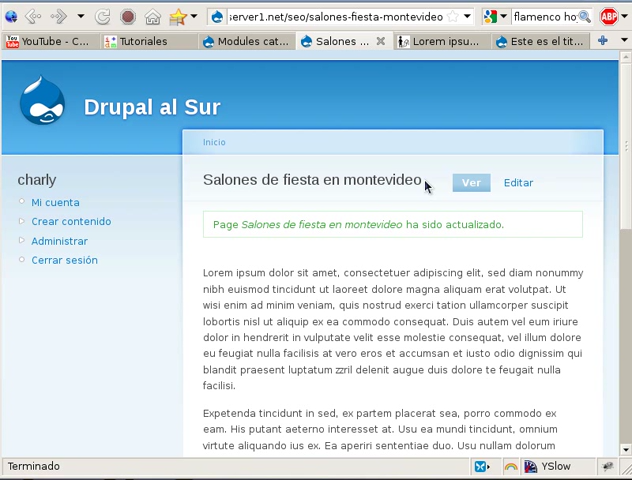 server1.net/seo/salones-fiesta-montevideo
flamenco ho
ABP
YouTube - C...
Tutoriales
Modules cat...
Salones ...
Lorem ipsu...
Este es el tit...
Drupal al Sur
Inicio
charly
Mi cuenta
Crear contenido
Administrar
Cerrar sesión
Salones de fiesta en montevideo
Ver
Editar
Page Salones de fiesta en montevideo ha sido actualizado.
Lorem ipsum dolor sit amet, consectetuer adipiscing elit, sed diam nonummy
nibh euismod tincidunt ut laoreet dolore magna aliquam erat volutpat. Ut
wisi enim ad minim veniam, quis nostrud exerci tation ullamcorper suscipit
lobortis nisl ut aliquip ex ea commodo consequat. Duis autem vel eum iriure
dolor in hendrerit in vulputate velit esse molestie consequat, vel illum dolore
eu feugiat nulla facilisis at vero eros et accumsan et iusto odio dignissim qui
blandit praesent luptatum zzril delenit augue duis dolore te feugait nulla
facilisi.
Expetenda tincidunt in sed, ex partem placerat sea, porro commodo ex
eam. His putant aeterno interesset at. Usu ea mundi tincidunt, omnium
virtute aliquando ius ex. Ea aperiri sententiae duo. Usu nullam dolorum
Terminado
YSlow